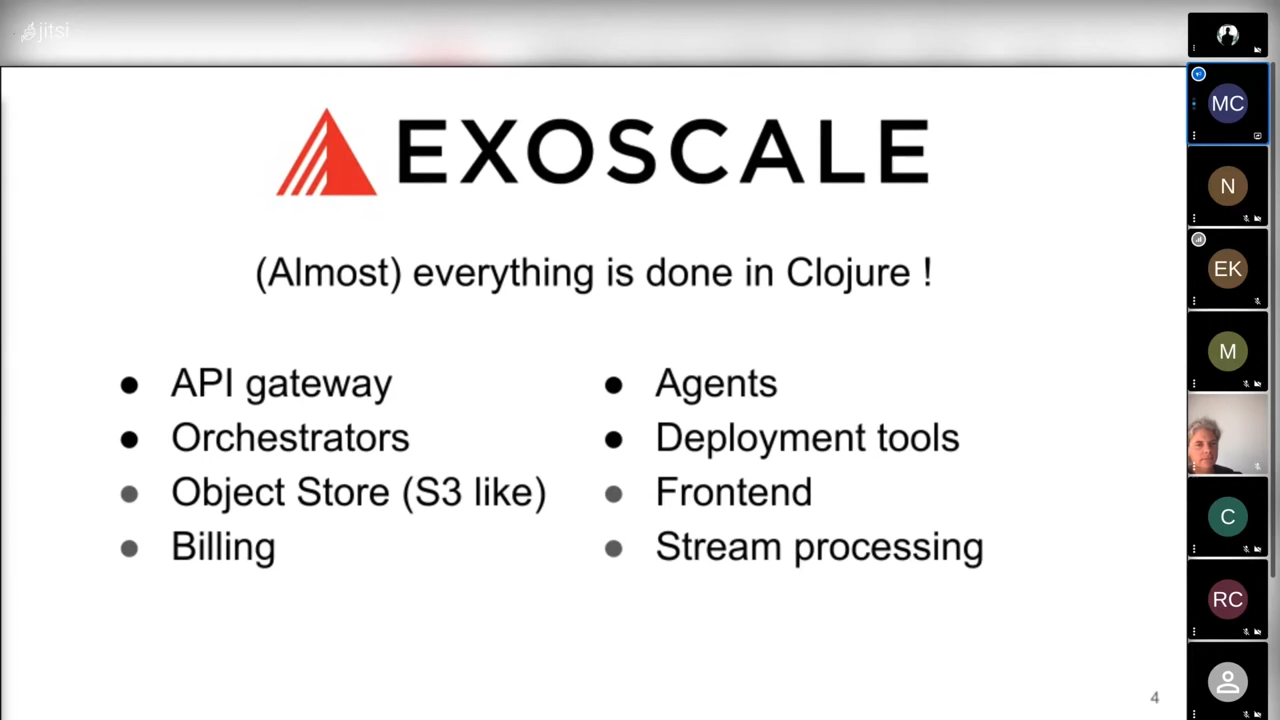 jitsi
EXOSCALE
(Almost) everything is done in Clojure !
● API gateway
● Orchestrators
● Object Store (S3 like)
● Billing
● Agents
● Deployment tools
● Frontend
● Stream processing
4
MC
N
EK
M
C
RC